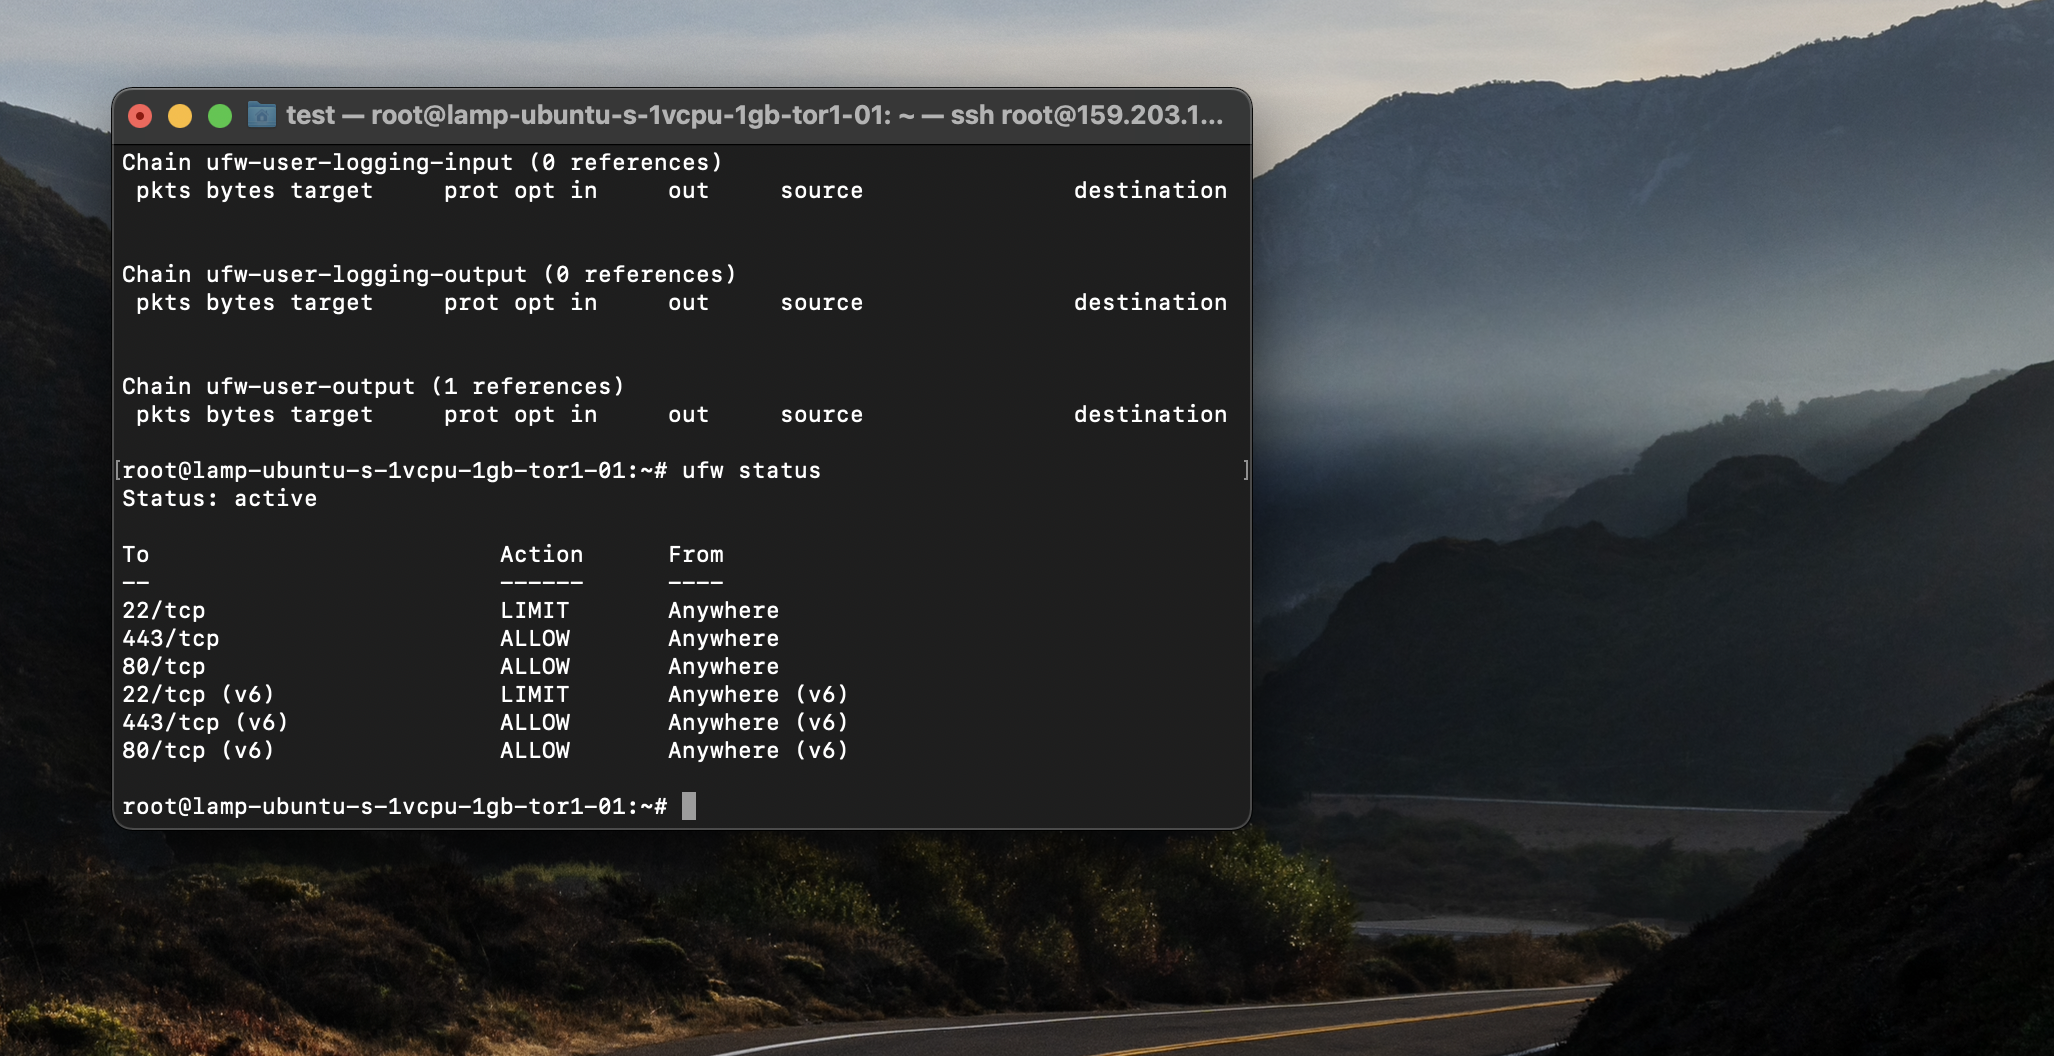 test — root@lamp-ubuntu-s-1vcpu-1gb-tor1-01: ~ — ssh root@159.203.1...
Chain ufw-user-logging-input (0 references)
 pkts bytes target     prot opt in     out     source               destination
Chain ufw-user-logging-output (0 references)
 pkts bytes target     prot opt in     out     source               destination
Chain ufw-user-output (1 references)
 pkts bytes target     prot opt in     out     source               destination
[root@lamp-ubuntu-s-1vcpu-1gb-tor1-01:~# ufw status ]
Status: active
To                         Action      From
--                         ------      ----
22/tcp                     LIMIT       Anywhere
443/tcp                    ALLOW       Anywhere
80/tcp                     ALLOW       Anywhere
22/tcp (v6)                LIMIT       Anywhere (v6)
443/tcp (v6)               ALLOW       Anywhere (v6)
80/tcp (v6)                ALLOW       Anywhere (v6)
root@lamp-ubuntu-s-1vcpu-1gb-tor1-01:~#